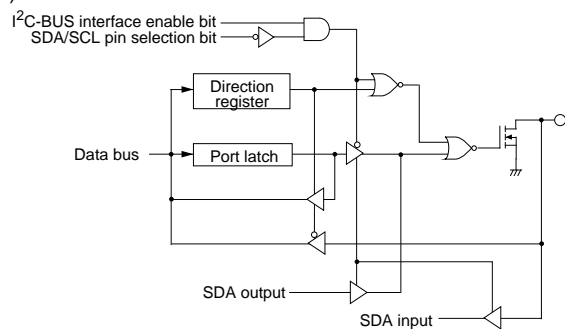 )
I²C-BUS interface enable bit
SDA/SCL pin selection bit
Direction
register
Data bus
Port latch
SDA output
SDA input